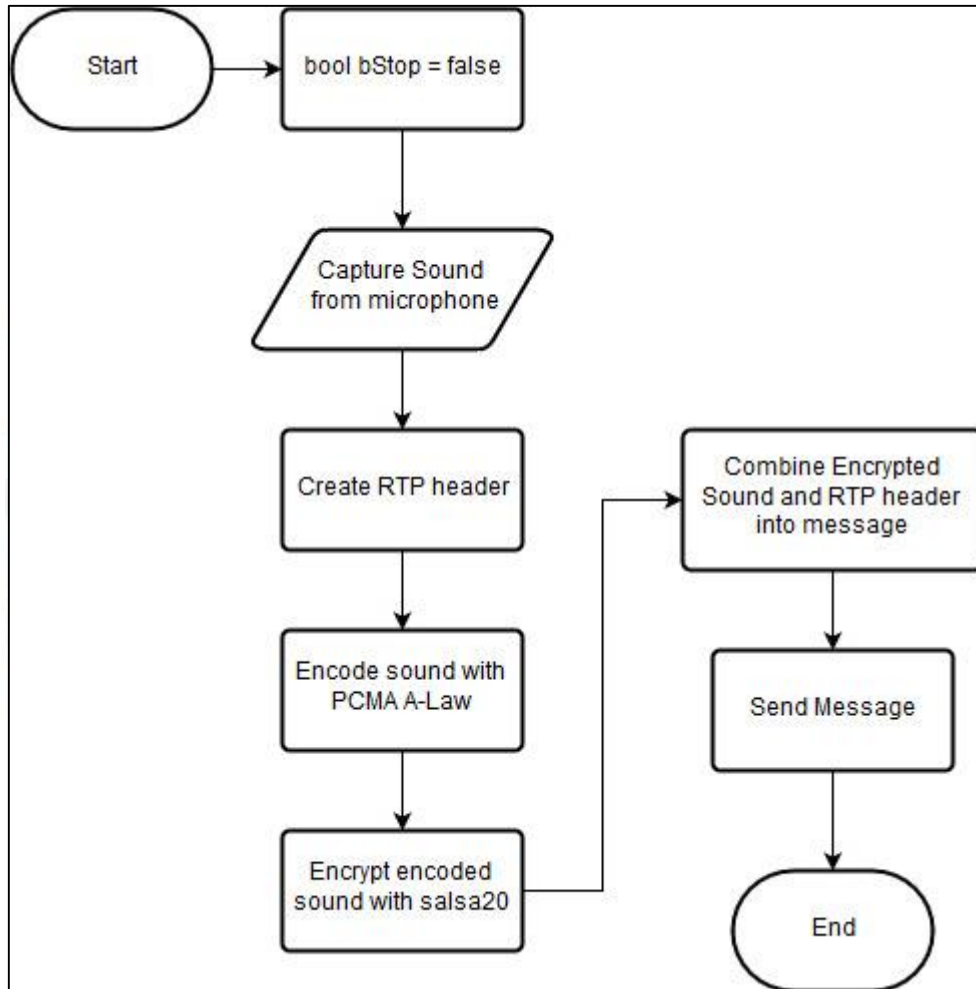 Start
bool bStop = false
Capture Sound
from microphone
Create RTP header
Encode sound with
PCMA A-Law
Encrypt encoded
sound with salsa20
Combine Encrypted
Sound and RTP header
into message
Send Message
End